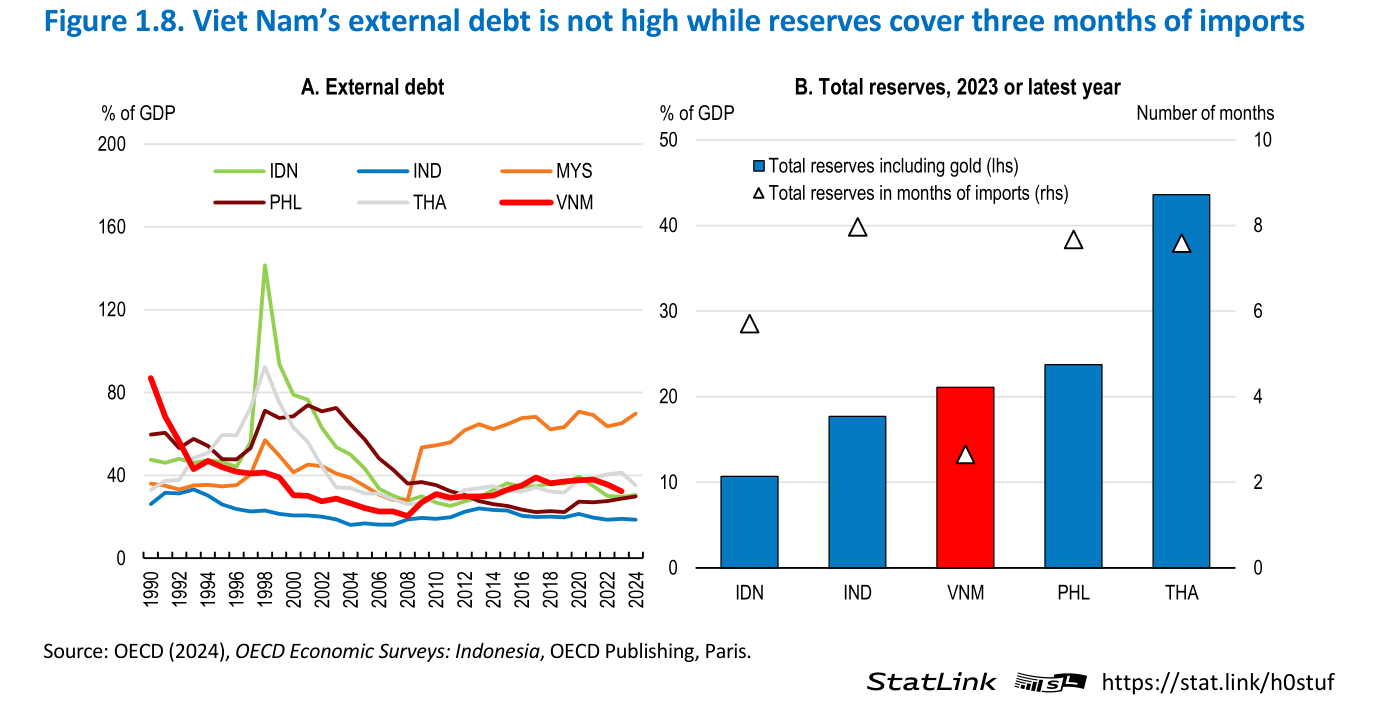 Figure 1.8. Viet Nam’s external debt is not high while reserves cover three months of imports
A. External debt
% of GDP
200
160
120
80
40
0
IDN
IND
MYS
PHL
THA
VNM
1990
1992
1994
1996
1998
2000
2002
2004
2006
2008
2010
2012
2014
2016
2018
2020
2022
2024
B. Total reserves, 2023 or latest year
% of GDP
Number of months
50
40
30
20
10
0
10
8
6
4
2
0
Total reserves including gold (lhs)
Total reserves in months of imports (rhs)
IDN
IND
VNM
PHL
THA
Source: OECD (2024), OECD Economic Surveys: Indonesia, OECD Publishing, Paris.
StatLink SL https://stat.link/h0stuf